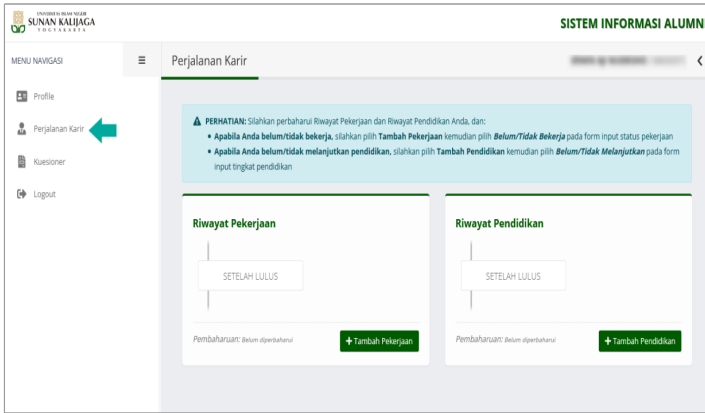 UNIVERSITAS ISLAM NEGERI
SUNAN KALIJAGA
YOGYAKARTA
SISTEM INFORMASI ALUMNI
MENU NAVIGASI
Perjalanan Karir
Profile
Perjalanan Karir
Kuesioner
Logout
PERHATIAN: Silahkan perbaharui Riwayat Pekerjaan dan Riwayat Pendidikan Anda, dan:
• Apabila Anda belum/tidak bekerja, silahkan pilih Tambah Pekerjaan kemudian pilih Belum/Tidak Bekerja pada form input status pekerjaan
• Apabila Anda belum/tidak melanjutkan pendidikan, silahkan pilih Tambah Pendidikan kemudian pilih Belum/Tidak Melanjutkan pada form
input tingkat pendidikan
Riwayat Pekerjaan
SETELAH LULUS
Pembaharuan: Belum diperbaharui
+ Tambah Pekerjaan
Riwayat Pendidikan
SETELAH LULUS
Pembaharuan: Belum diperbaharui
+ Tambah Pendidikan